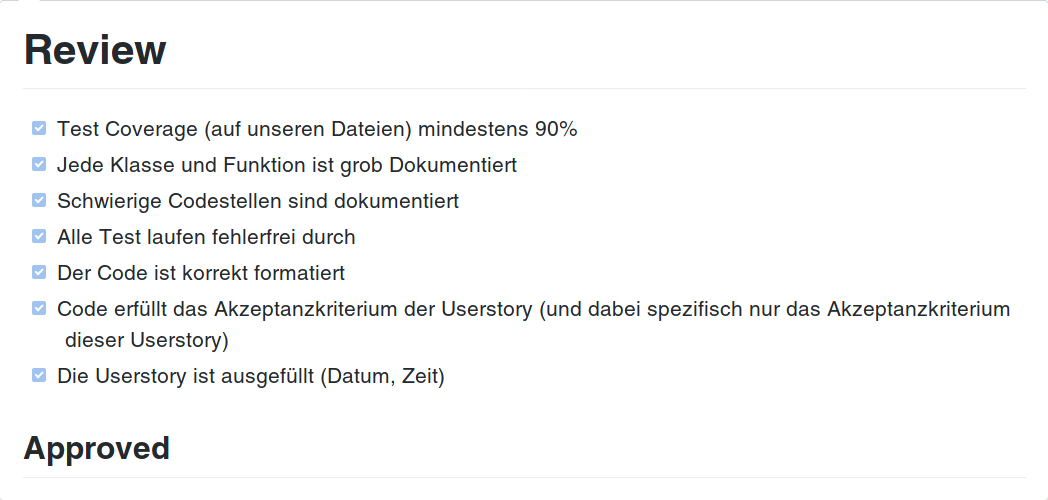 Review
Test Coverage (auf unseren Dateien) mindestens 90%
Jede Klasse und Funktion ist grob Dokumentiert
Schwierige Codestellen sind dokumentiert
Alle Test laufen fehlerfrei durch
Der Code ist korrekt formatiert
Code erfüllt das Akzeptanzkriterium der Userstory (und dabei spezifisch nur das Akzeptanzkriterium
dieser Userstory)
Die Userstory ist ausgefüllt (Datum, Zeit)
Approved